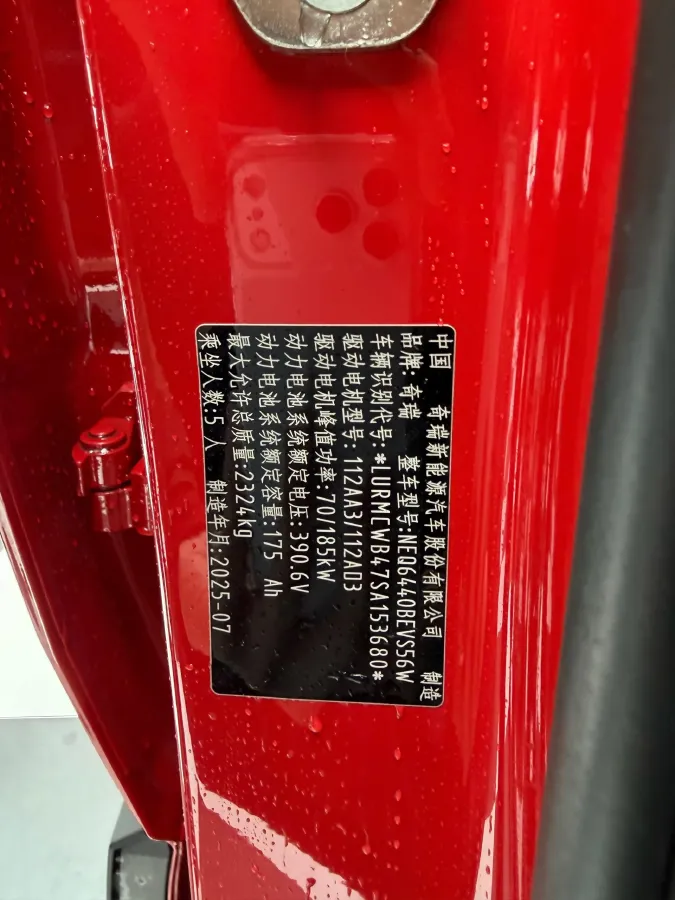 中国 奇瑞新能源汽车股份有限公司 制造
品牌:奇瑞 整车型号:NEQ6440BEVS56W
车辆识别代号:*LURMCWB47SA153680*
驱动电机型号:112AA3/112AD3
驱动电机峰值功率:70/185kW
动力电池系统额定电压:390.6V
动力电池系统额定容量:175 Ah
最大允许总质量:2324kg
乘坐人数:5 人 制造年月:2025-07